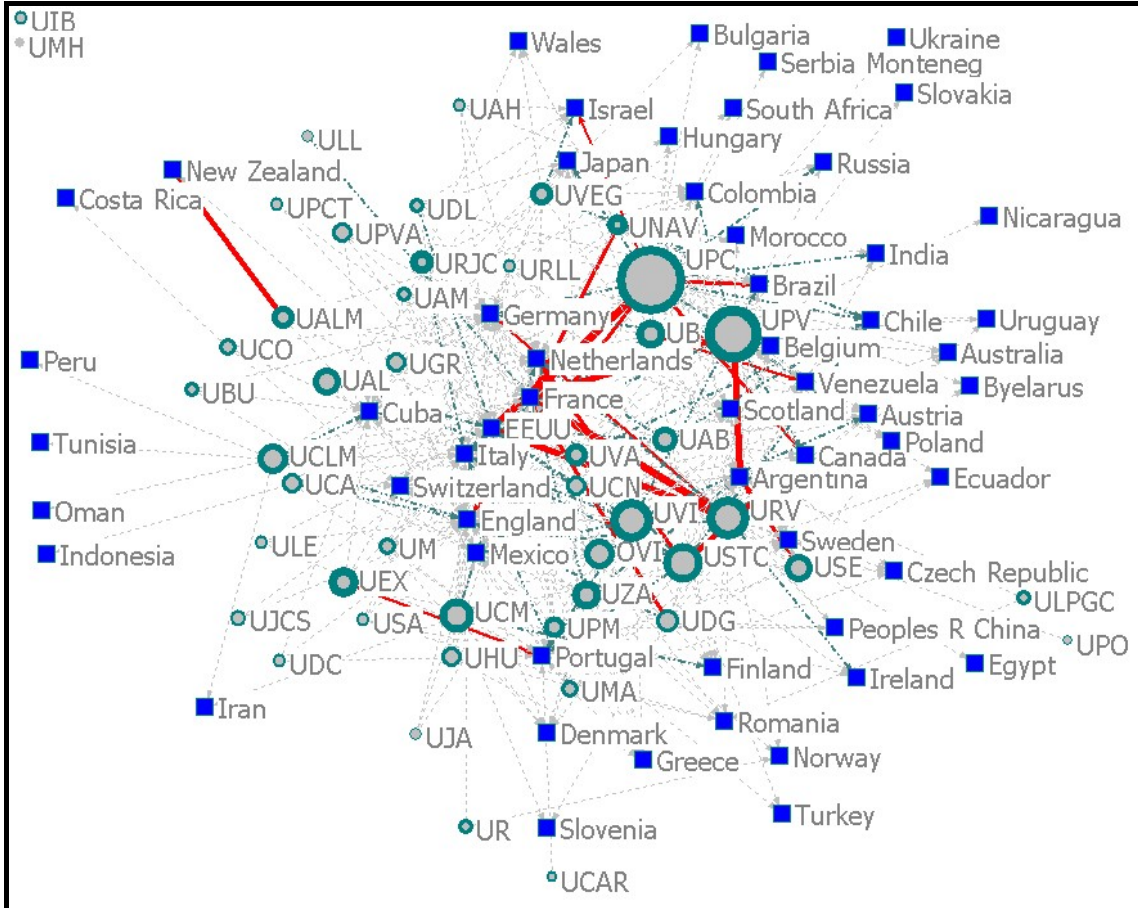 UIB
UMH
Wales
Bulgaria
Ukraine
Serbia Monteneg
Slovakia
UAH
Israel
South Africa
ULL
Hungary
Japan
Russia
New Zealand
Costa Rica
UPCT
UDL
UVEG
Colombia
Nicaragua
UPVA
UNAV
Morocco
URJC
URLL
UPC
India
UAM
Brazil
UALM
Germany
UPV
Chile
Uruguay
UCO
UB
Belgium
Australia
Peru
UGR
Netherlands
UBU
UAL
Venezuela
Byelarus
Cuba
France
Scotland
Austria
Tunisia
EEUU
UAB
Poland
UCLM
Italy
UVA
Canada
UCA
Switzerland
UCN
Argentina
Ecuador
Oman
England
UVI
URV
Indonesia
ULE
UM
Mexico
OVI
USTC
Sweden
UEX
UZA
USE
Czech Republic
UJCS
USA
UCM
UPM
UDG
Peoples R China
ULPGC
UDC
UHU
Portugal
Finland
Ireland
Egypt
UPO
Iran
UMA
UJA
Denmark
Romania
Greece
Norway
UR
Slovenia
Turkey
UCAR